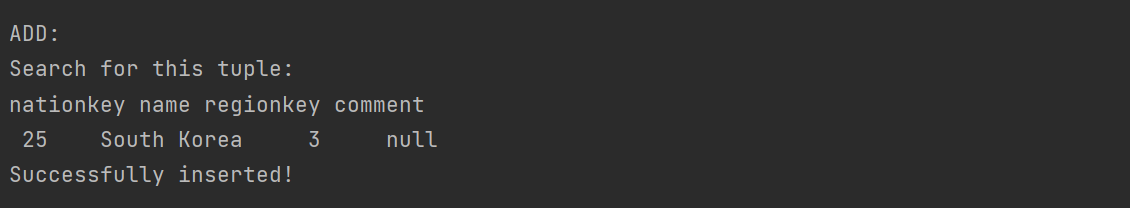 ADD:
Search for this tuple:
nationkey name regionkey comment
25 South Korea 3 null
Successfully inserted!